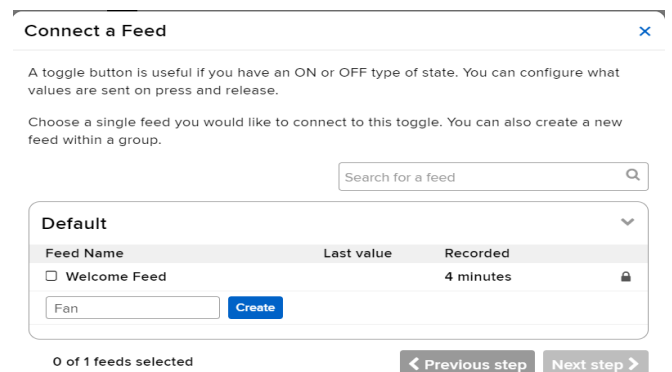 Connect a Feed
A toggle button is useful if you have an ON or OFF type of state. You can configure what
values are sent on press and release.
Choose a single feed you would like to connect to this toggle. You can also create a new
feed within a group.
Search for a feed
Default
Feed Name Last value Recorded
Welcome Feed 4 minutes
Fan Create
0 of 1 feeds selected Previous step Next step